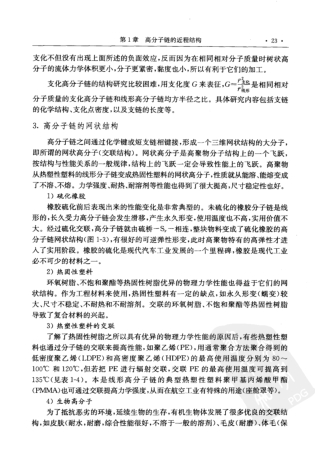 第1章 高分子链的近程结构 · 23 ·
支化不但没有出现上面所述的负面效应，反而因为在相同相对分子质量时树状高
分子的流体力学体积更小，分子更易移动，所以有利于它们的加工。
支化高分子结构的研究比较困难，用支化度 G 来表征，G= 是相同相对
分子质量的支化高分子链和线形高分子链的均方半径之比。具体研究内容包括支链
的化学结构、支化点密度，以及支链的长度等。
3. 高分子链的网状结构
高分子链之间通过化学键或短支链相链接，形成一个三维网状结构的大分子，
即所谓的网状高分子(交联结构)。网状高分子是高聚物分子结构上的一个飞跃，
按结构与性能关系的一般规律，结构上的飞跃一定会导致性能上的飞跃。高聚物
从热塑性塑料的线形分子链变成热固性塑料的网状高分子，性质就从能溶、能熔变成
了不溶、不熔。力学强度、耐热、耐溶剂等性能也得到了很大提高，尺寸稳定性也好。
1) 硫化橡胶
橡胶硫化前后表现出来的性能变化是非常典型的。未硫化的橡胶分子链是线
形的，长久受力高分子链会发生滑移，产生永久形变，使用温度也不高，实用价值不
大。经过硫化交联，高分子主链就由硫桥—Sₓ—相连，整块物料变成了硫化橡胶的高
分子链网状结构(图 1-3)，有很好的可逆弹性形变，此时高聚物特有的高弹性才进
入了实用阶段。橡胶的硫化是现代汽车工业发展的一个里程碑，橡胶的硫化是工业
必不可少的材料之一。
2) 热固性塑料
环氧树脂、不饱和聚酯等热固性树脂优异的物理力学性能也得益于它们的网
状结构。作为工程材料来使用，热塑性的线形高分子有一定的缺点，如永久形变(蠕变)较
大、尺寸不稳定、不耐热和不耐溶剂。交联的环氧树脂、不饱和聚酯等热固性树脂
导致了复合材料的兴起。
3) 热塑性塑料的交联
了解了热固性树脂之所以具有优异的物理力学性能的原因后，有些热塑性塑
料也通过分子的交联来提高性能，如聚乙烯(PE)，用通常聚合方法合成聚合得到的
低密度聚乙烯(LDPE)和高密度聚乙烯(HDPE)的最高使用温度分别为 80～
100℃和 120℃，但把 PE 进行辐射交联，交联 PE 的最高使用温度可提高到
135℃(见表 1-4)。本是线形高分子链的典型热塑性塑料聚甲基丙烯酸甲酯
(PMMA)也可通过交联提高力学强度，从而在航空工业有特殊的用途(座舱罩等)。
4) 生物高分子
为了抵抗恶劣的环境、延续生物的生存，有机生物体发展了很多优良的交联结
构，如皮肤(耐水、耐磨，综合性能很好，不溶于一般的溶剂)、毛皮(耐磨)、体毛(保